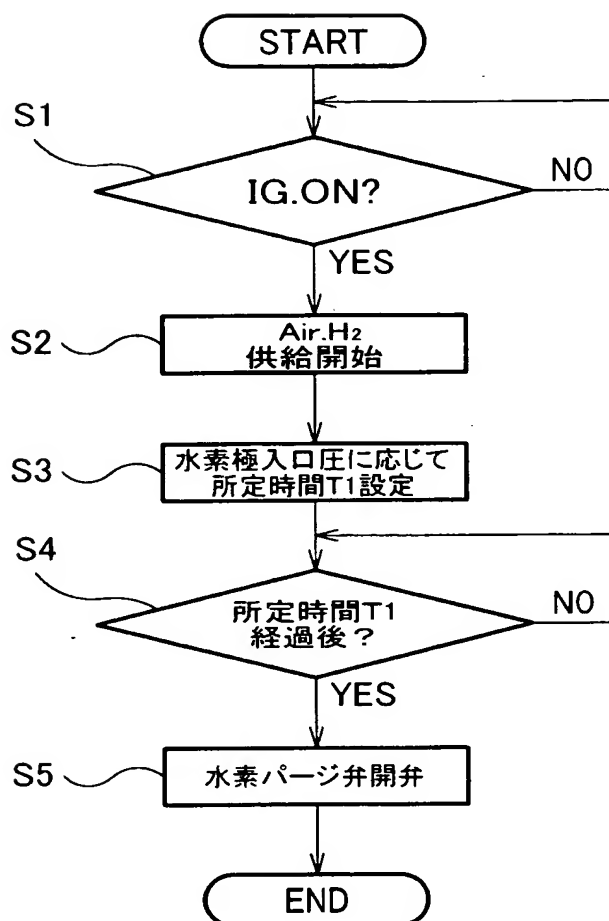 START
S1
IG.ON?
NO
YES
S2
Air.H2
供給開始
S3
水素極入口圧に応じて
所定時間T1設定
S4
所定時間T1
経過後？
NO
YES
S5
水素パージ弁開弁
END